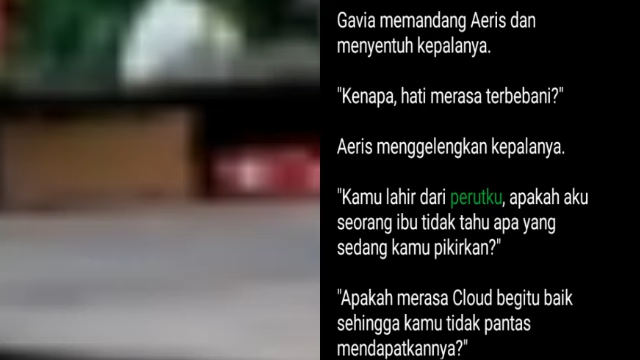 Gavia memandang Aeris dan
menyentuh kepalanya.
"Kenapa, hati merasa terbebani?"
Aeris menggelengkan kepalanya.
"Kamu lahir dari perutku, apakah aku
seorang ibu tidak tahu apa yang
sedang kamu pikirkan?"
"Apakah merasa Cloud begitu baik
sehingga kamu tidak pantas
mendapatkannya?"